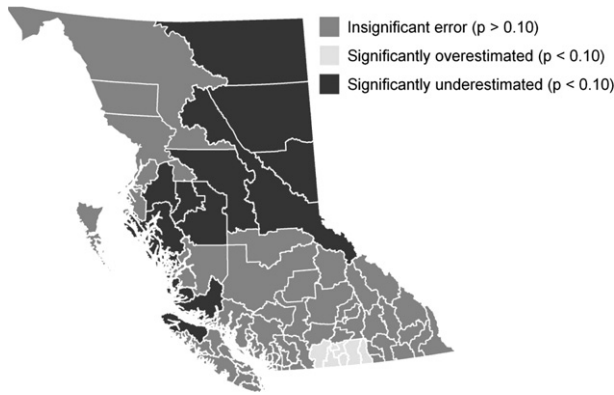 Insignificant error (p > 0.10)
Significantly overestimated (p < 0.10)
Significantly underestimated (p < 0.10)